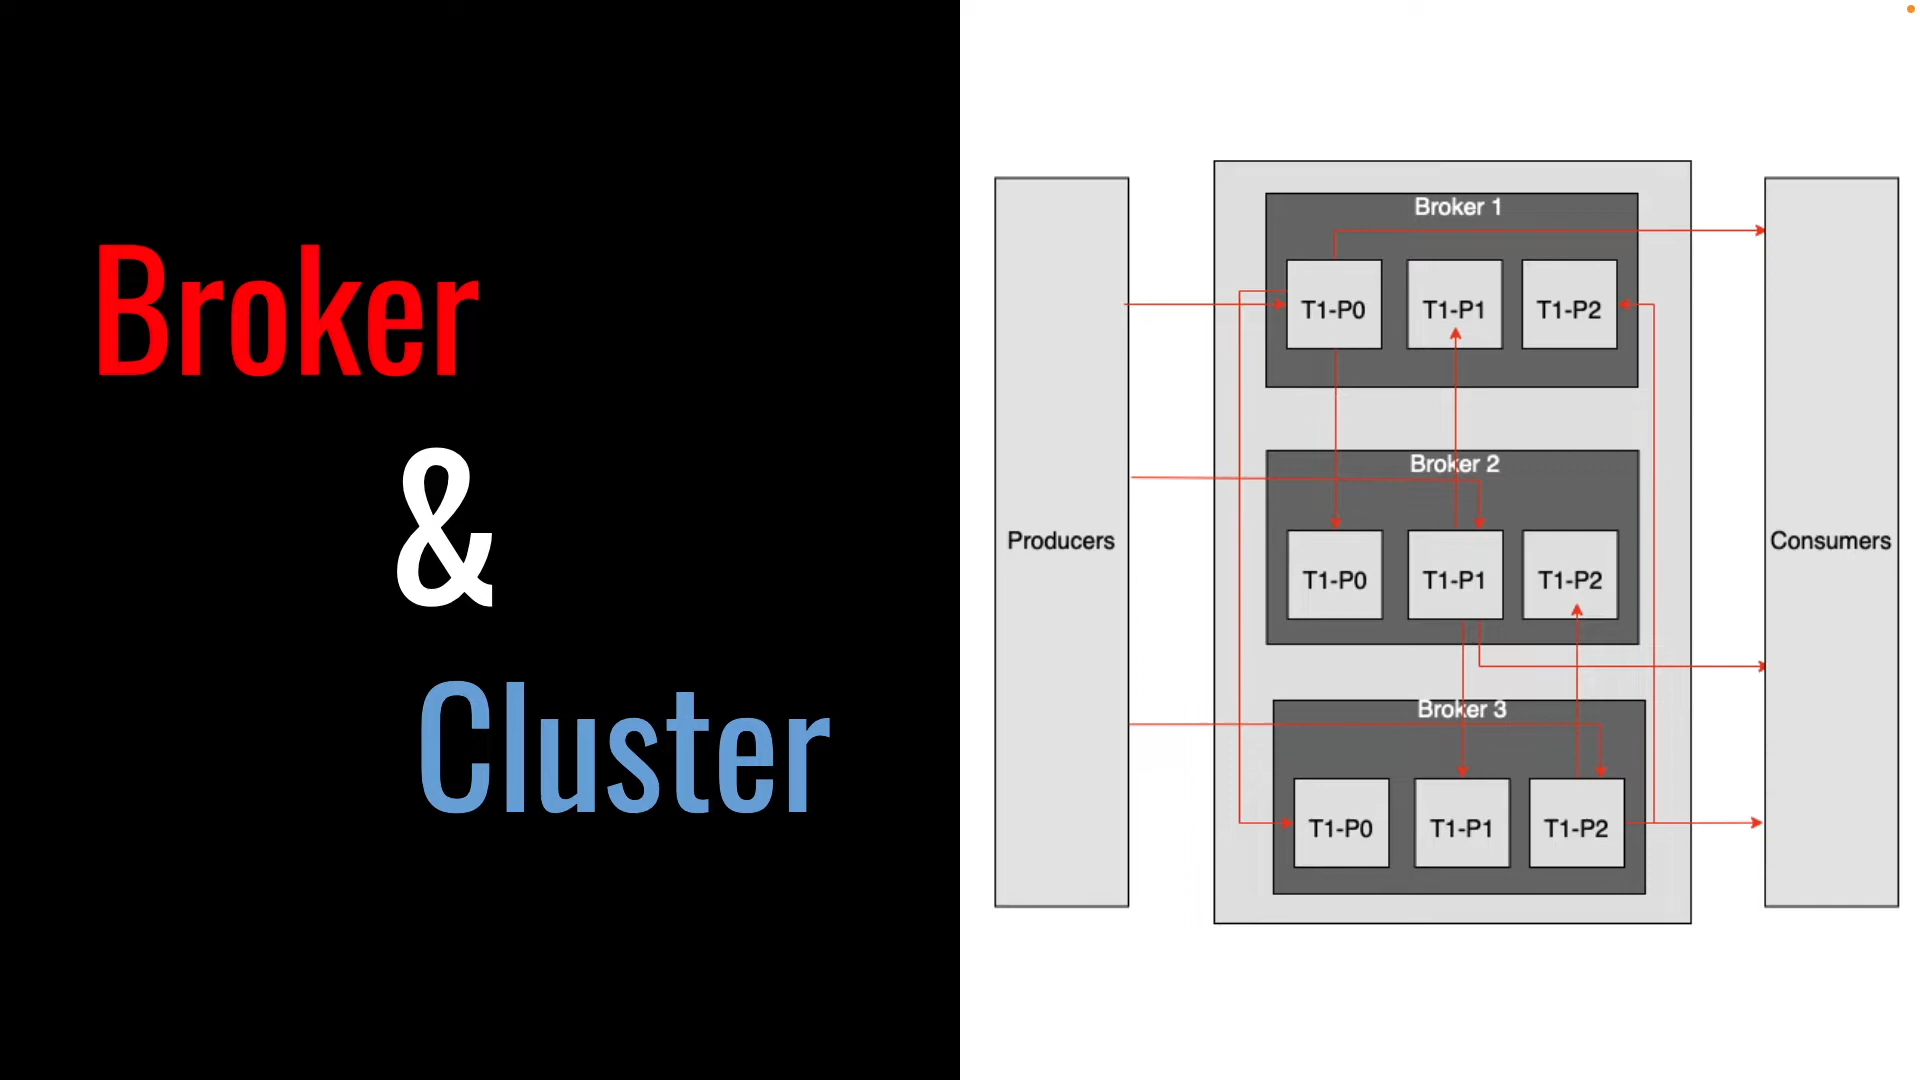 Broker
&
Cluster
Producers
Broker 1
T1-P0
T1-P1
T1-P2
Broker 2
T1-P0
T1-P1
T1-P2
Broker 3
T1-P0
T1-P1
T1-P2
Consumers